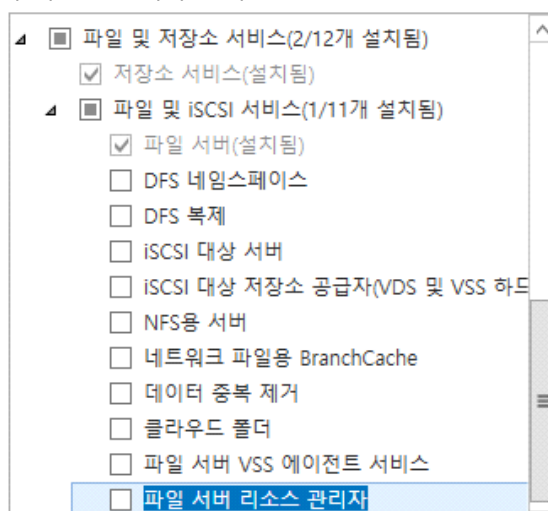 파일 및 저장소 서비스(2/12개 설치됨)
저장소 서비스(설치됨)
파일 및 iSCSI 서비스(1/11개 설치됨)
파일 서버(설치됨)
DFS 네임스페이스
DFS 복제
iSCSI 대상 서버
iSCSI 대상 저장소 공급자(VDS 및 VSS 하드
NFS용 서버
네트워크 파일용 BranchCache
데이터 중복 제거
클라우드 폴더
파일 서버 VSS 에이전트 서비스
파일 서버 리소스 관리자